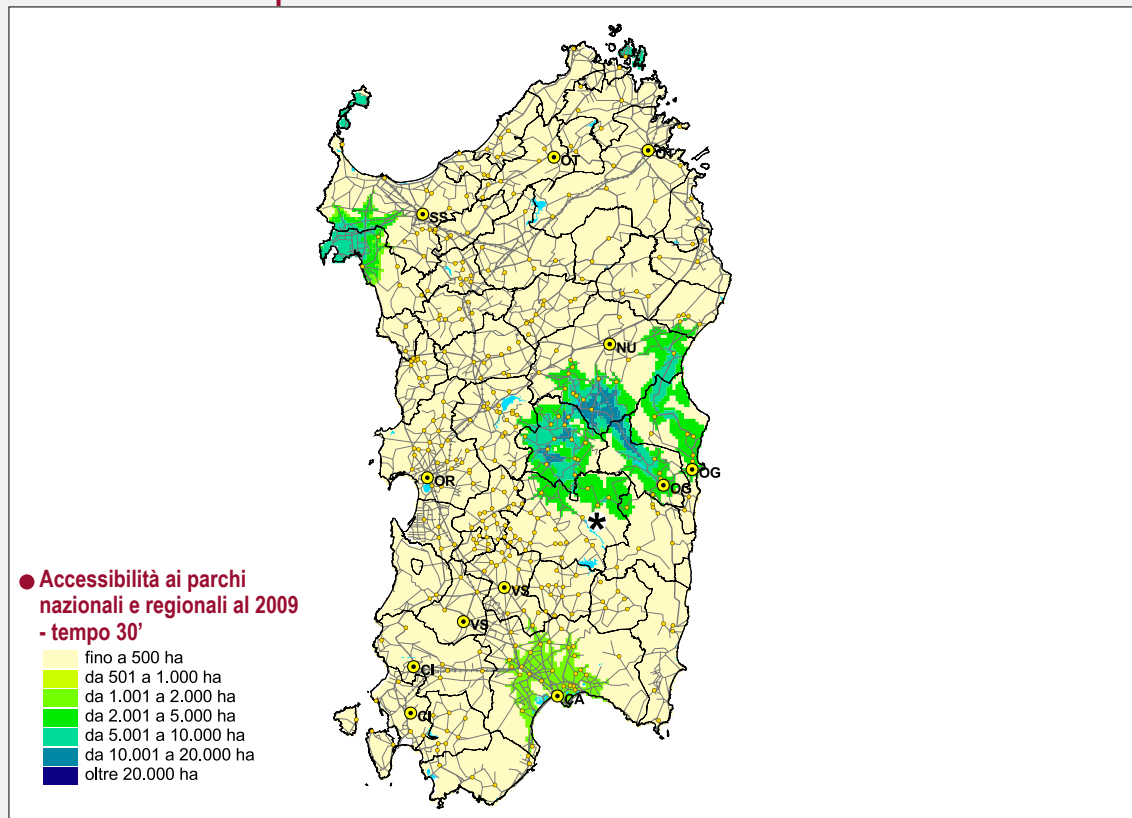 OT
OT
SS
NU
OR
OG
OG
*
VS
VS
CI
CI
CA
● Accessibilità ai parchi
nazionali e regionali al 2009
- tempo 30’
fino a 500 ha
da 501 a 1.000 ha
da 1.001 a 2.000 ha
da 2.001 a 5.000 ha
da 5.001 a 10.000 ha
da 10.001 a 20.000 ha
oltre 20.000 ha